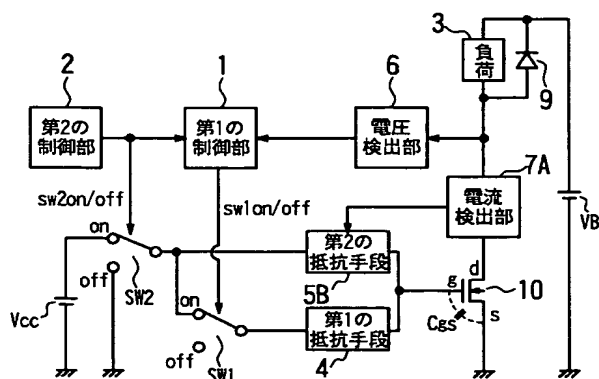 3
負荷
9
2
1
6
第2の
制御部
第1の
制御部
電圧
検出部
7A
電流
検出部
VB
sw2on/off
sw1on/off
on
off
SW2
Vcc
on
off
SW1
第2の
抵抗手段
5B
第1の
抵抗手段
4
g
d
s
10
Cgs